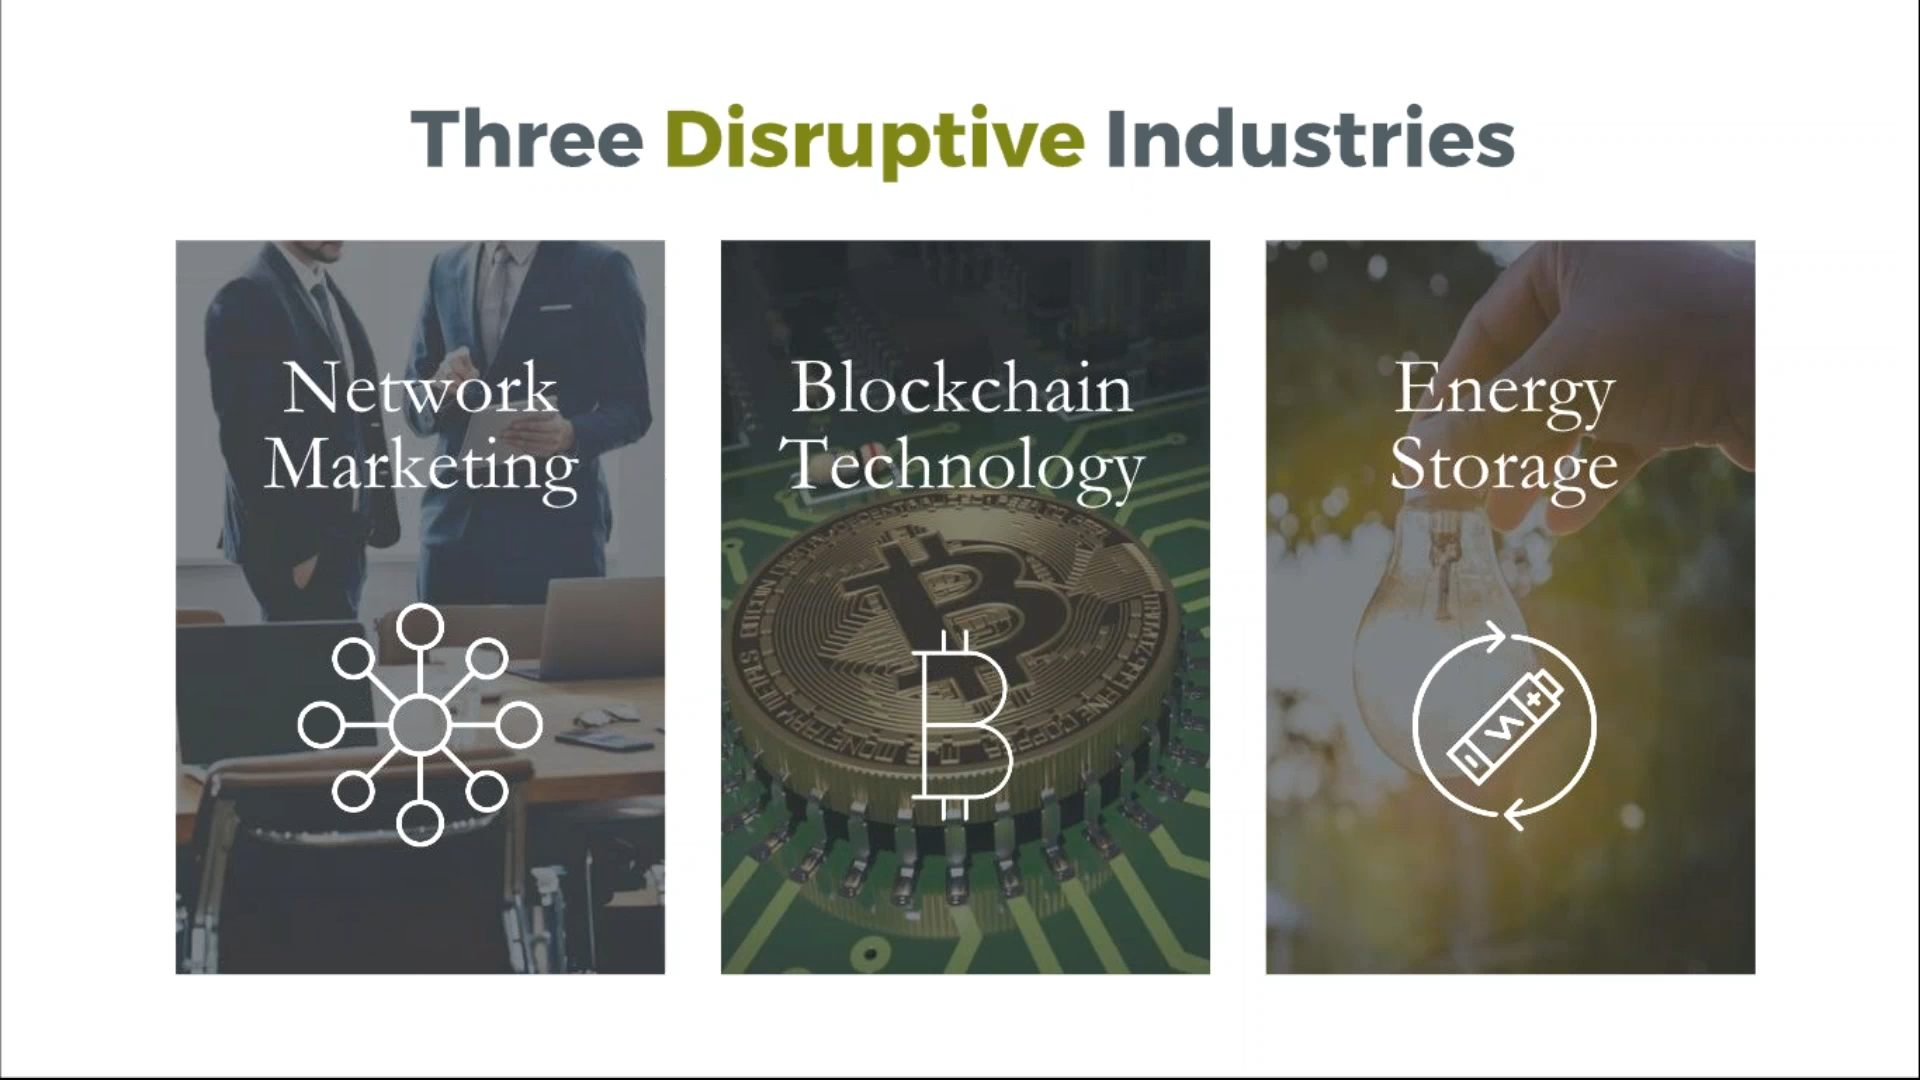 Three Disruptive Industries
Network
Marketing
Blockchain
Technology
Energy
Storage